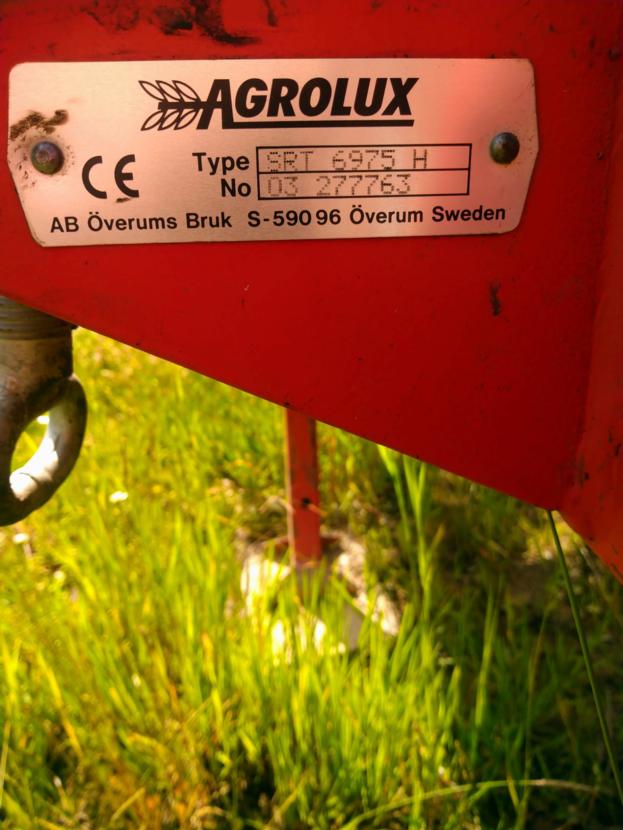 AGROLUX
CE
Type SRT 6975 H
No 03 277763
AB Överums Bruk S-590 96 Överum Sweden